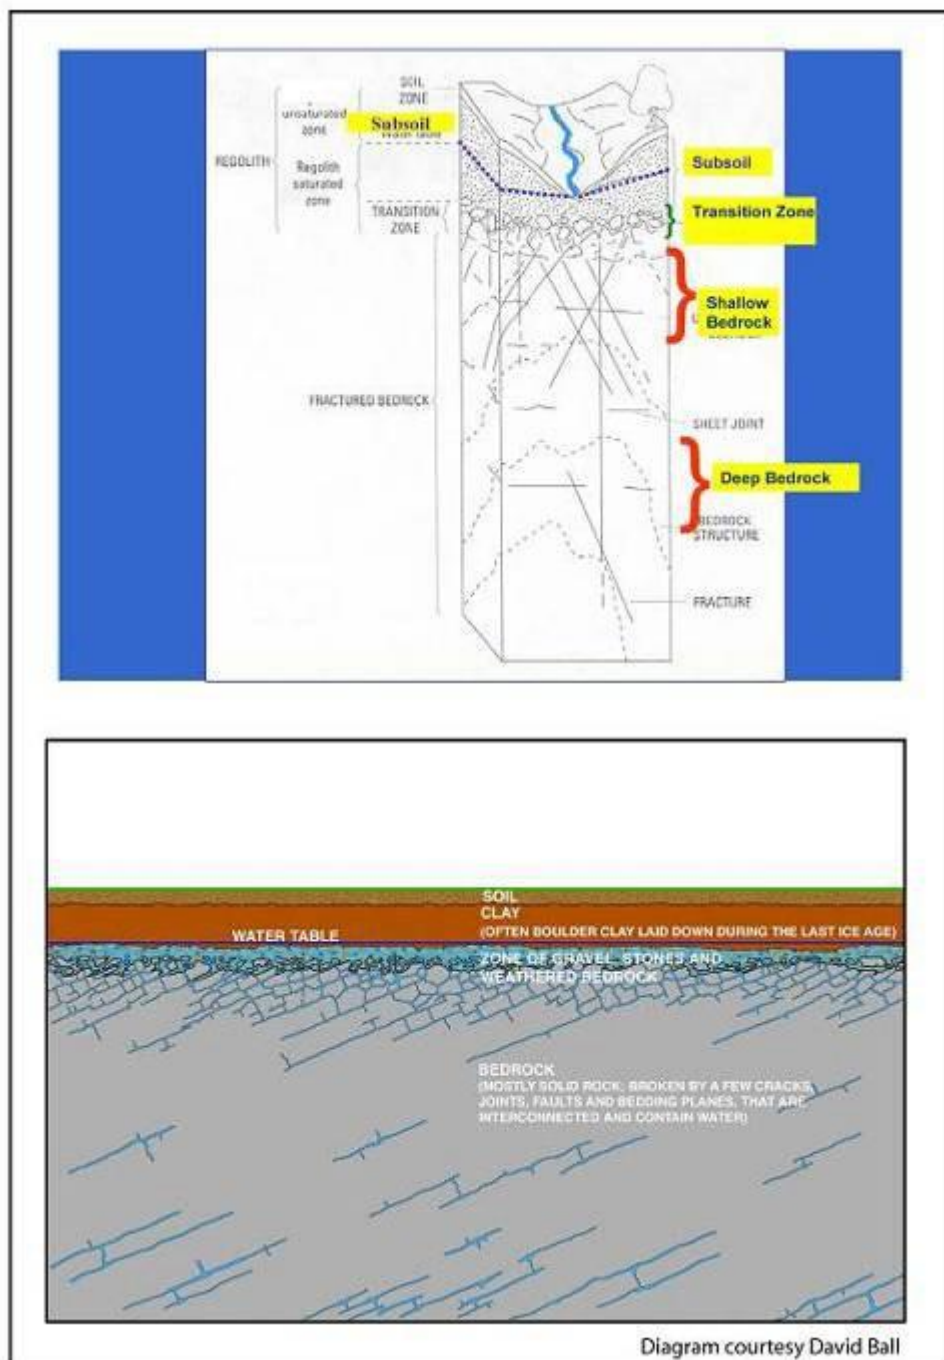 SOIL
ZONE
unsaturated
zone
Subsoil
REGOLITH
Regolith
saturated
zone
TRANSITION
ZONE
Subsoil
Transition Zone
Shallow
Bedrock
FRACTURED BEDROCK
SHEET JOINT
Deep Bedrock
BEDROCK
STRUCTURE
FRACTURE
SOIL
CLAY
(OFTEN BOULDER CLAY LAID DOWN DURING THE LAST ICE AGE)
WATER TABLE
ZONE OF GRAVEL, STONES AND
WEATHERED BEDROCK
BEDROCK
(MOSTLY SOLID ROCK, BROKEN BY A FEW CRACKS,
JOINTS, FAULTS AND BEDDING PLANES, THAT ARE
INTERCONNECTED AND CONTAIN WATER)
Diagram courtesy David Ball